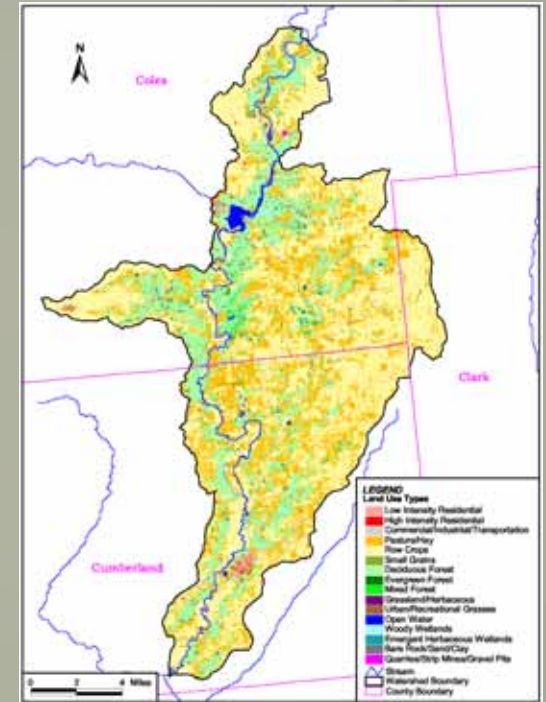 N
Coles
Clark
Cumberland
LEGEND
Land Use Types
Low Intensity Residential
High Intensity Residential
Commercial/Industrial/Transportation
Pasture/Hay
Row Crops
Small Grains
Deciduous Forest
Evergreen Forest
Mixed Forest
Grassland/Herbaceous
Urban/Recreational Grasses
Open Water
Woody Wetlands
Emergent Herbaceous Wetlands
Bare Rock/Sand/Clay
Quarries/Strip Mines/Gravel Pits
Stream
Watershed Boundary
County Boundary
0 2 4 Miles